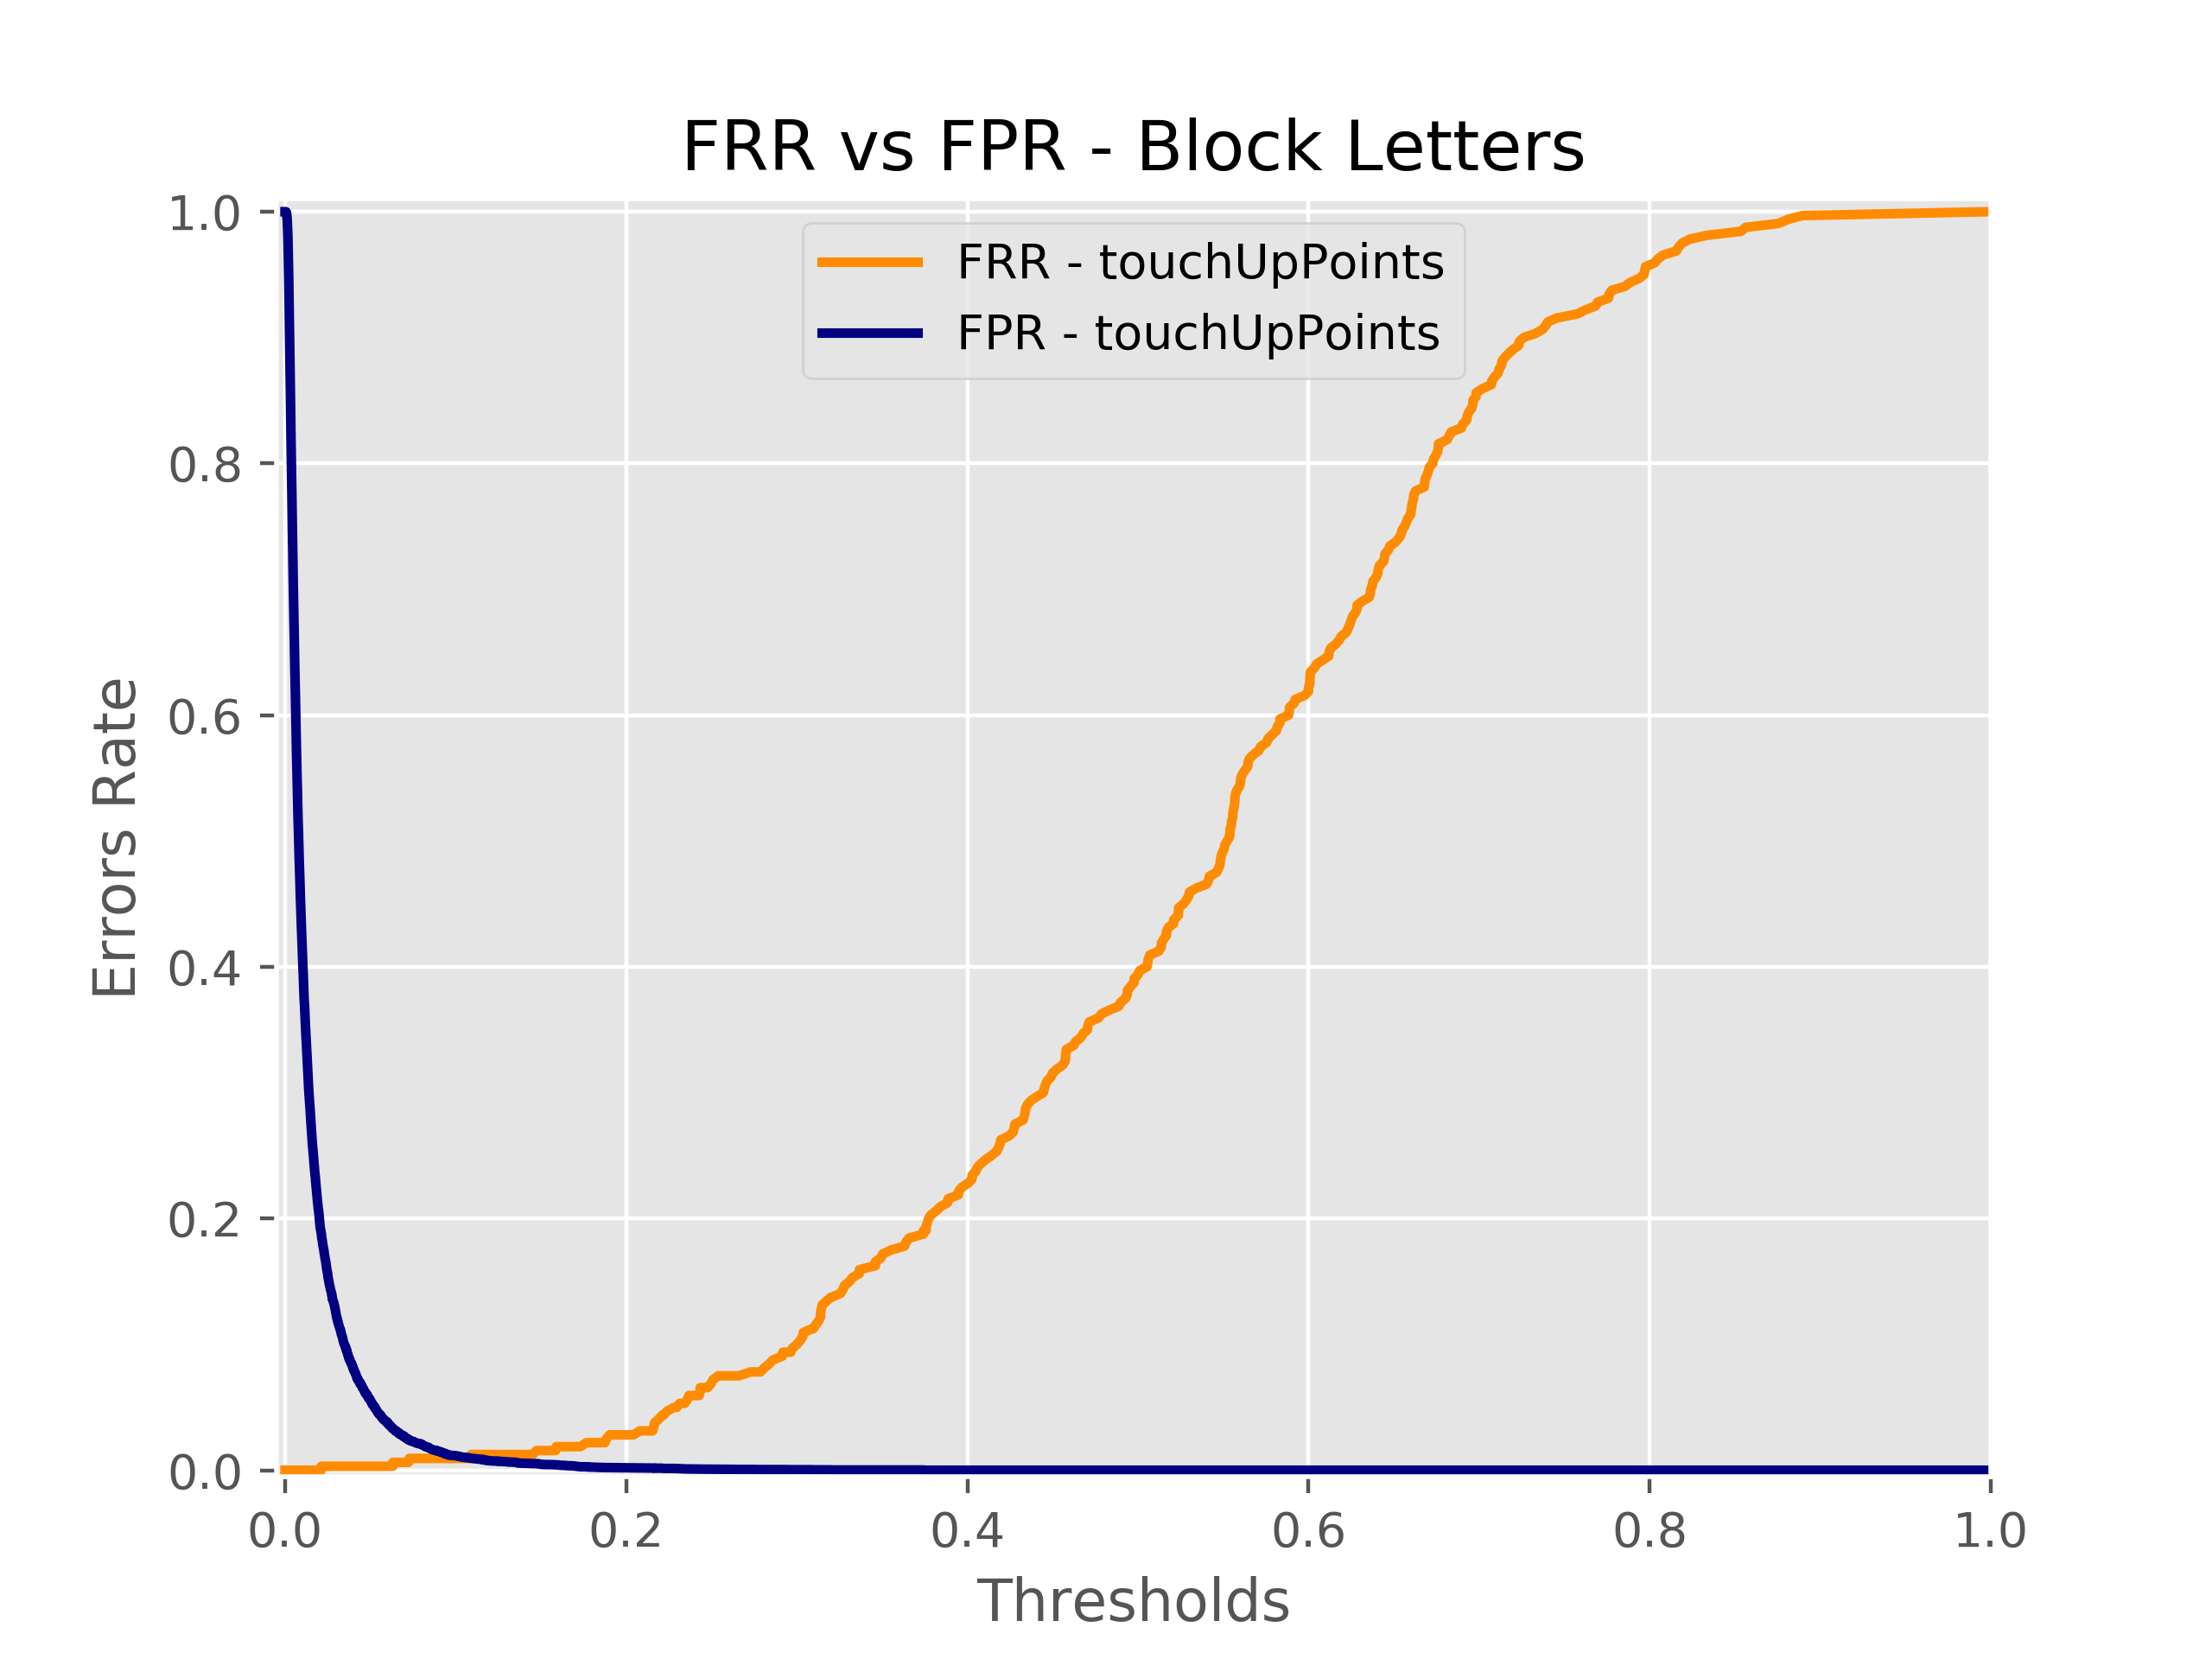 FRR vs FPR - Block Letters
FRR - touchUpPoints
FPR - touchUpPoints
1.0
0.8
0.6
0.4
0.2
0.0
Errors Rate
0.0 0.2 0.4 0.6 0.8 1.0
Thresholds